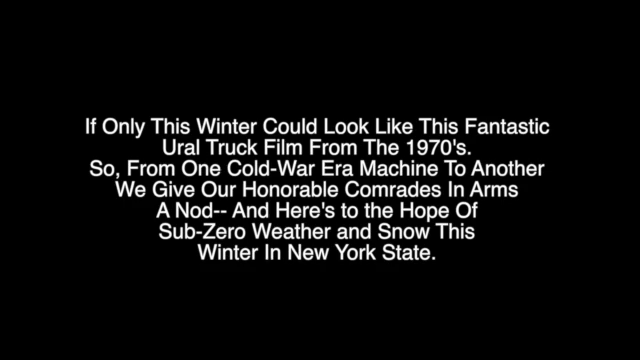 If Only This Winter Could Look Like This Fantastic
Ural Truck Film From The 1970's.
So, From One Cold-War Era Machine To Another
We Give Our Honorable Comrades In Arms
A Nod-- And Here's to the Hope Of
Sub-Zero Weather and Snow This
Winter In New York State.